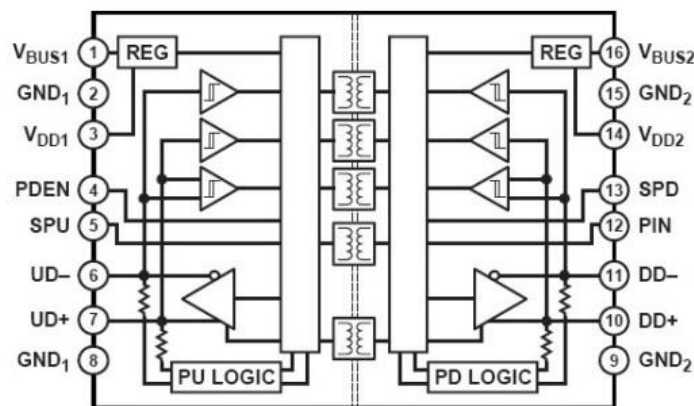 VBUS1 1 REG REG 16 VBUS2
GND1 2 15 GND2
VDD1 3 14 VDD2
PDEN 4 13 SPD
SPU 5 12 PIN
UD– 6 11 DD–
UD+ 7 10 DD+
GND1 8 PU LOGIC PD LOGIC 9 GND2